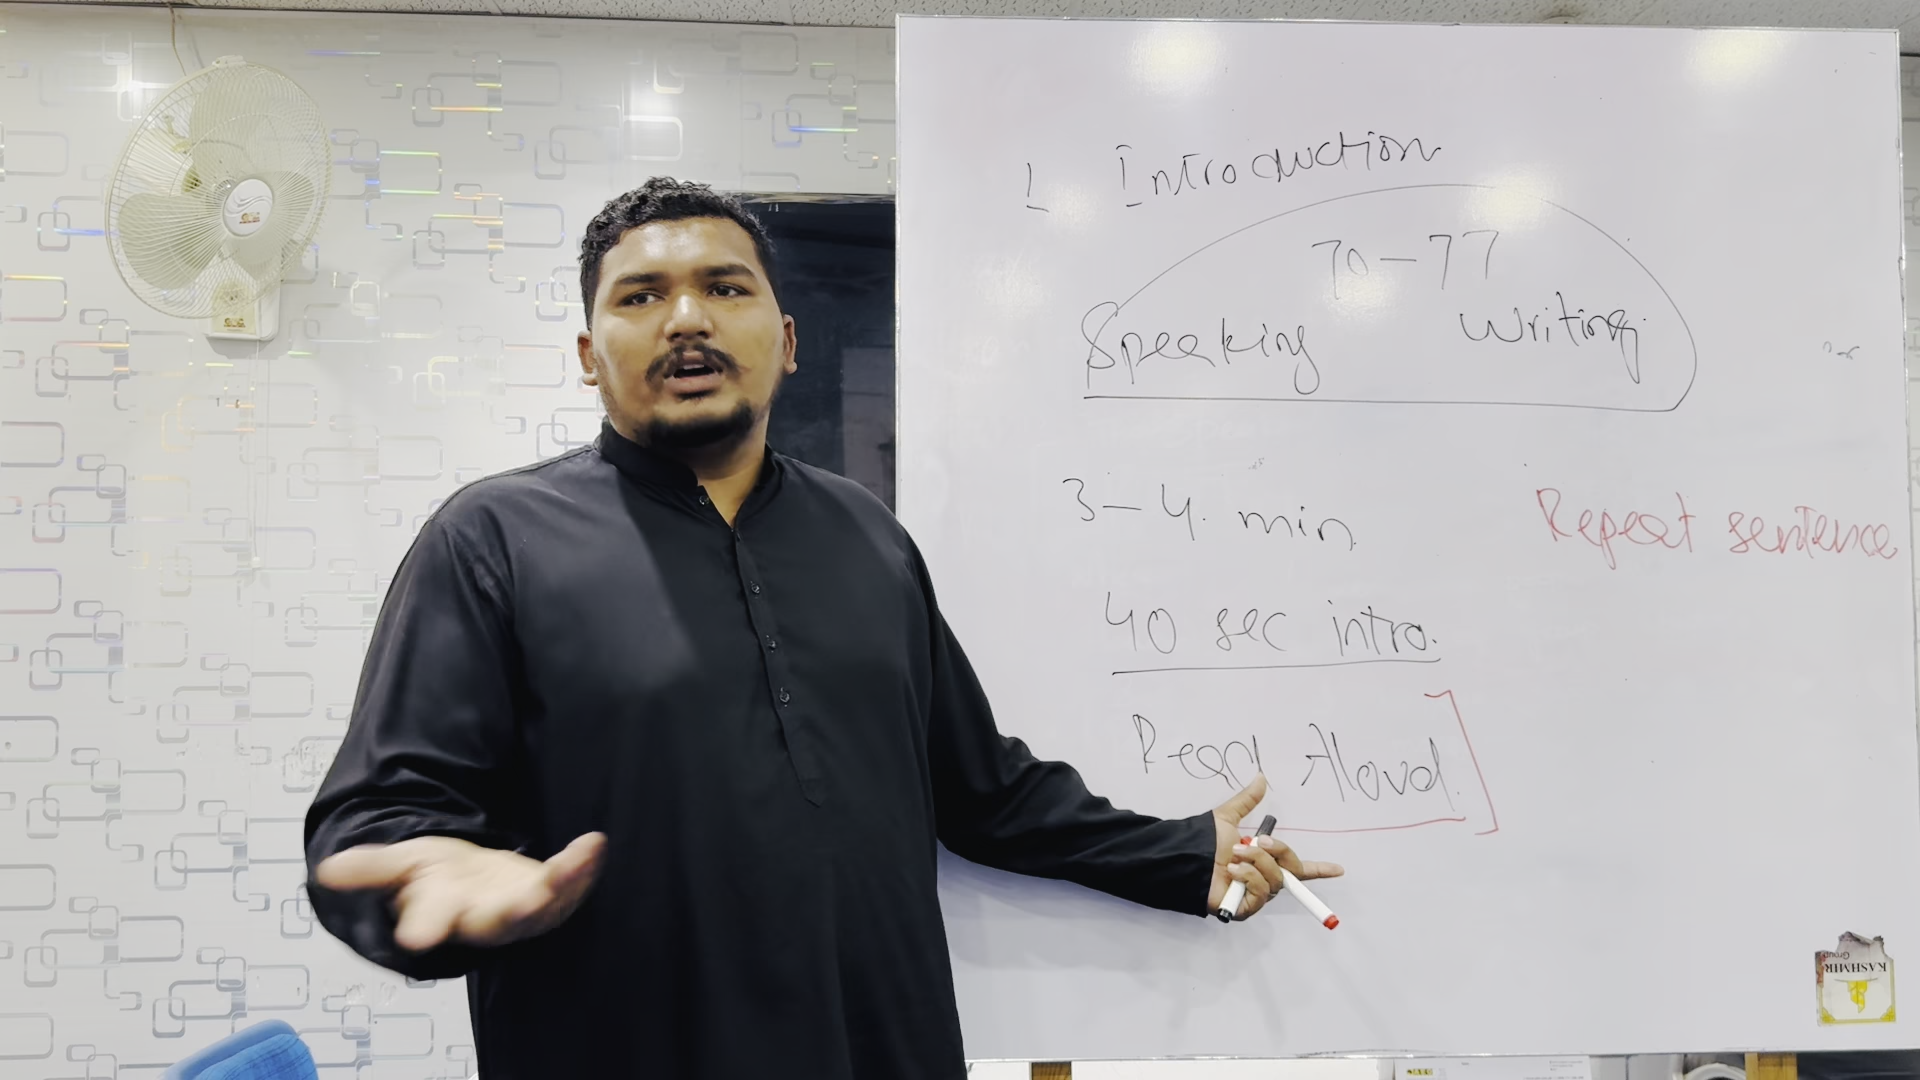 1 Introduction
70-77
Speaking Writing.
3-4. min.
Repeat sentence
40 sec intro.
Read Aloud.
KASHMIR
Group